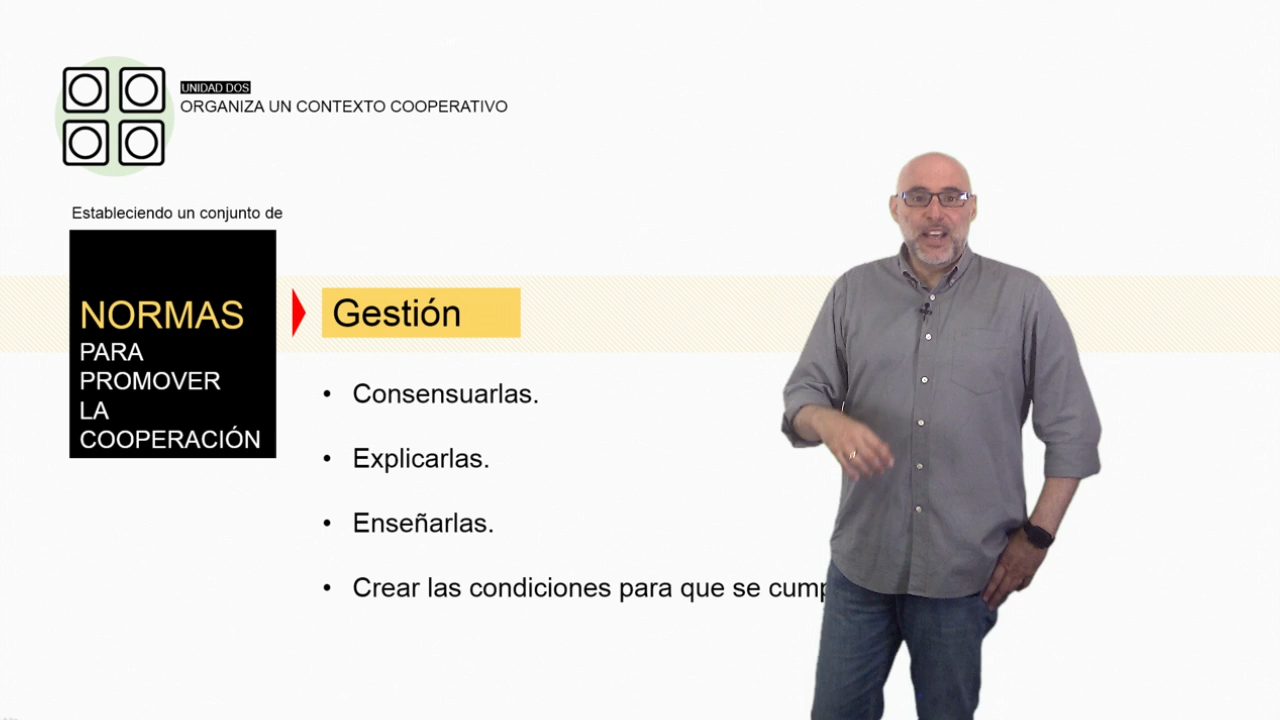 UNIDAD DOS
ORGANIZA UN CONTEXTO COOPERATIVO
Estableciendo un conjunto de
NORMAS
PARA
PROMOVER
LA
COOPERACIÓN
Gestión
• Consensuarlas.
• Explicarlas.
• Enseñarlas.
• Crear las condiciones para que se